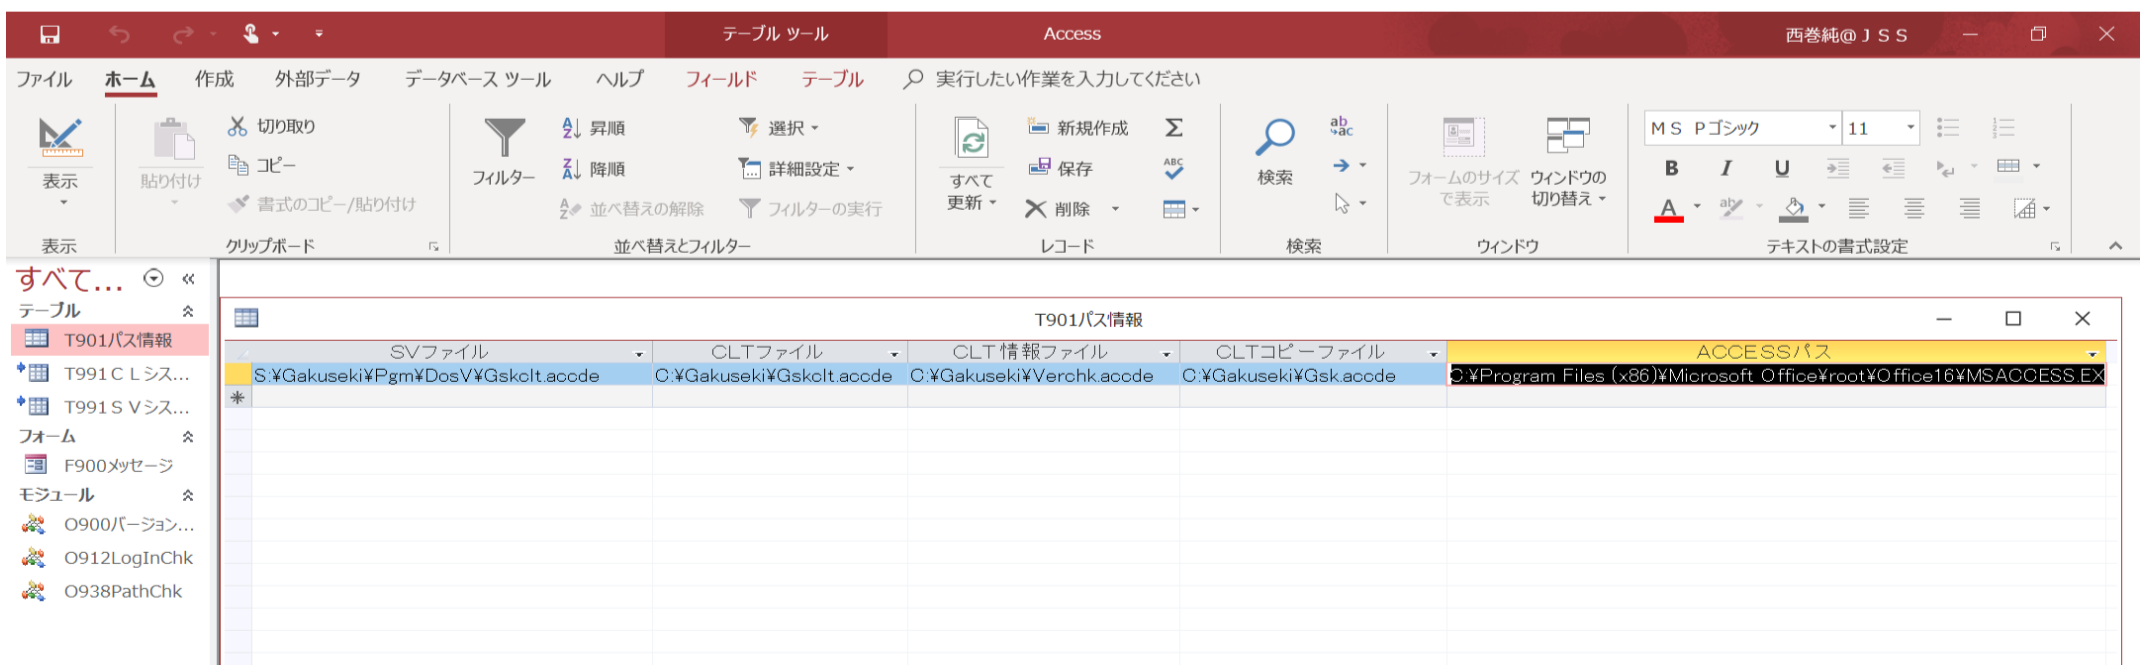 テーブル ツール Access 西巻純@ＪＳＳ
ファイル ホーム 作成 外部データ データベース ツール ヘルプ フィールド テーブル 実行したい作業を入力してください
切り取り 昇順 選択 新規作成 Σ ab ac ＭＳ Ｐゴシック 11
コピー 降順 詳細設定 保存 ABC B I U
表示 貼り付け フィルター すべて 更新 検索 フォームのサイズ で表示 ウィンドウの 切り替え
書式のコピー/貼り付け 並べ替えの解除 フィルターの実行 削除 A ab
表示 クリップボード 並べ替えとフィルター レコード 検索 ウィンドウ テキストの書式設定
すべて...
テーブル
T901パス情報
T991ＣＬシス...
T991ＳＶシス...
フォーム
F900メッセージ
モジュール
O900バージョン...
O912LogInChk
O938PathChk
T901パス情報
SVファイル CLTファイル CLT情報ファイル CLTコピーファイル ACCESSパス
S:¥Gakuseki¥Pgm¥DosV¥Gskclt.accde C:¥Gakuseki¥Gskclt.accde C:¥Gakuseki¥Verchk.accde C:¥Gakuseki¥Gsk.accde C:¥Program Files (x86)¥Microsoft Office¥root¥Office16¥MSACCESS.EX